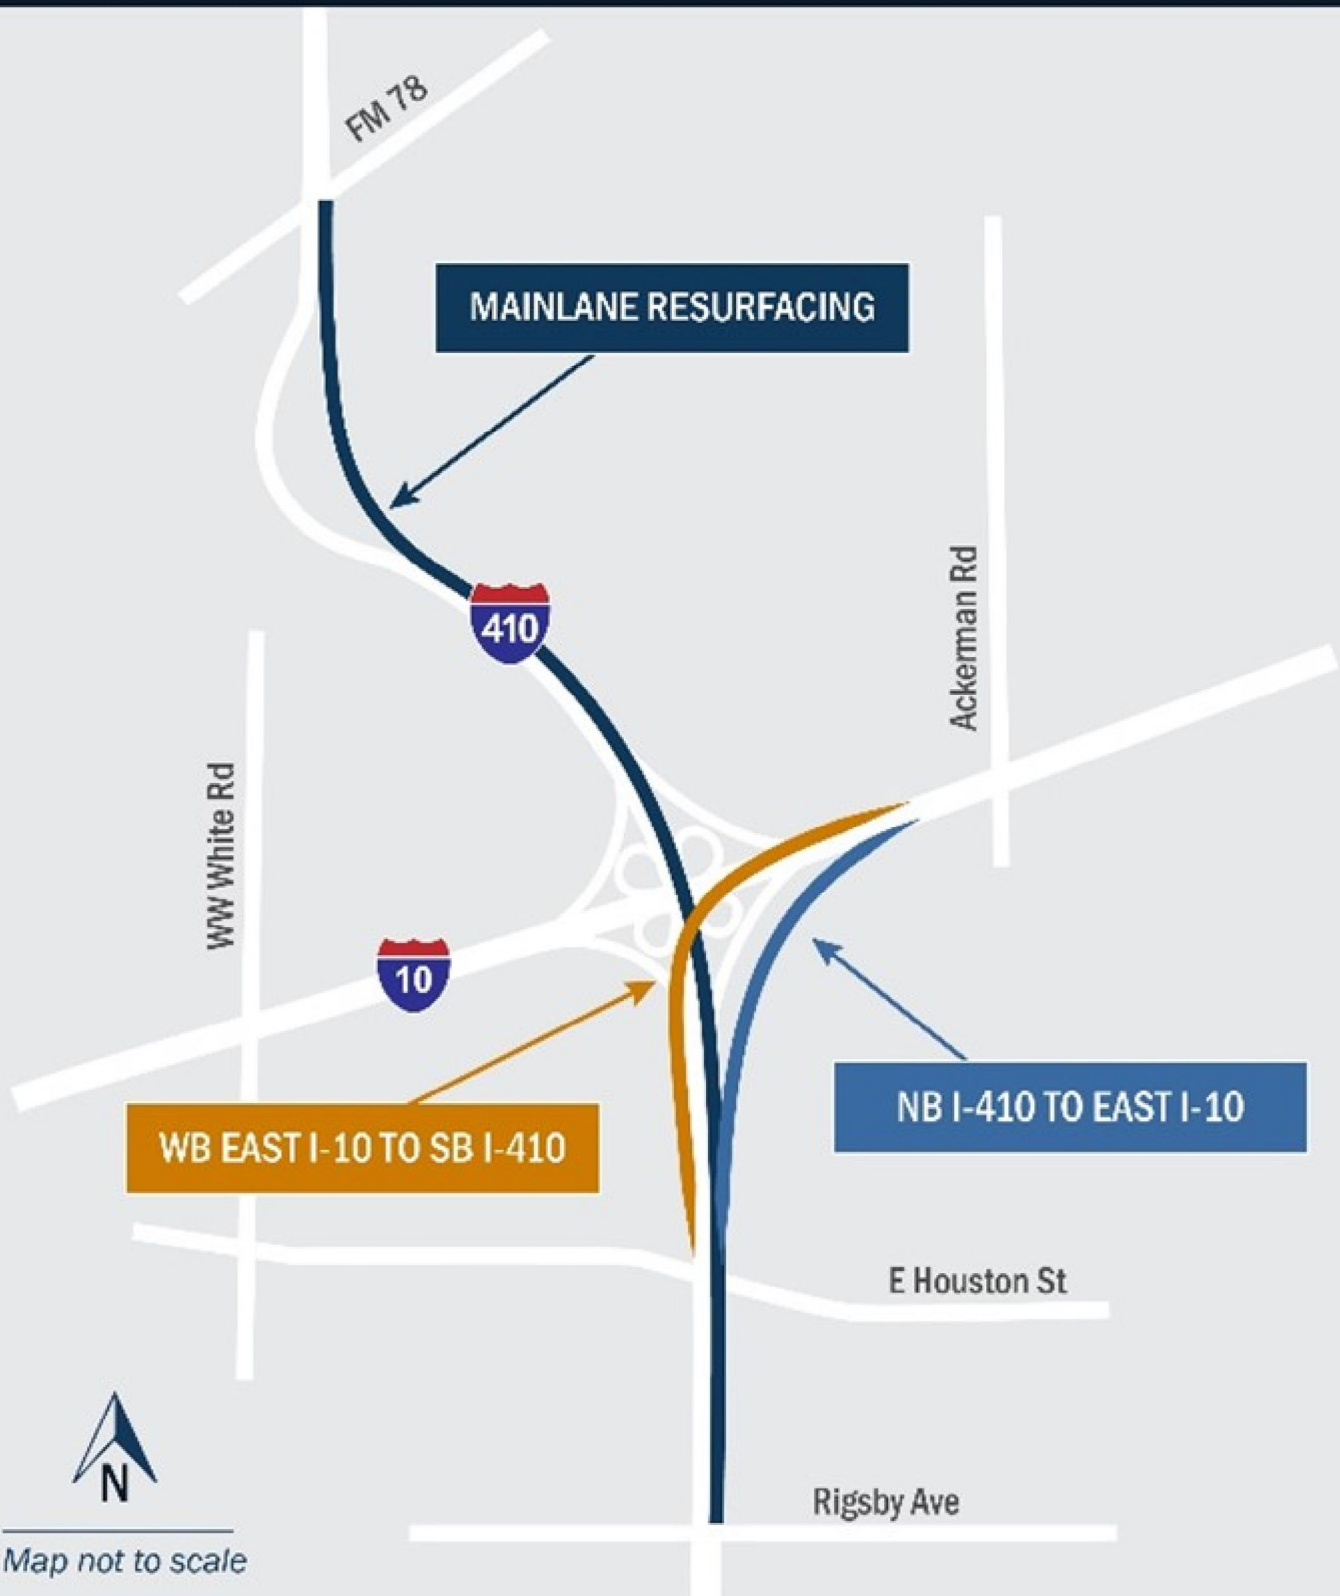 FM 78
MAINLANE RESURFACING
410
Ackerman Rd
WW White Rd
10
NB I-410 TO EAST I-10
WB EAST I-10 TO SB I-410
E Houston St
N
Rigsby Ave
Map not to scale